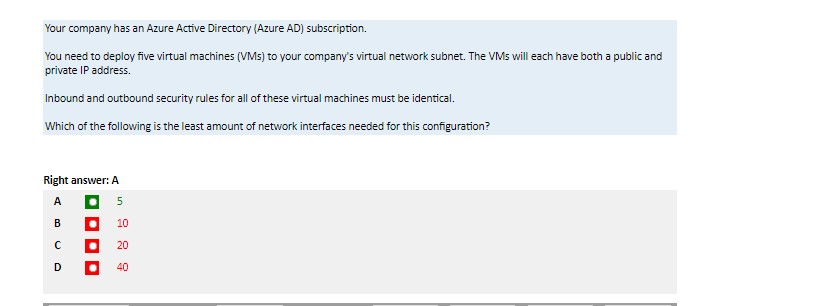 Your company has an Azure Active Directory (Azure AD) subscription.
You need to deploy five virtual machines (VMs) to your company's virtual network subnet. The VMs will each have both a public and
private IP address.
Inbound and outbound security rules for all of these virtual machines must be identical.
Which of the following is the least amount of network interfaces needed for this configuration?
Right answer: A
A 5
B 10
C 20
D 40